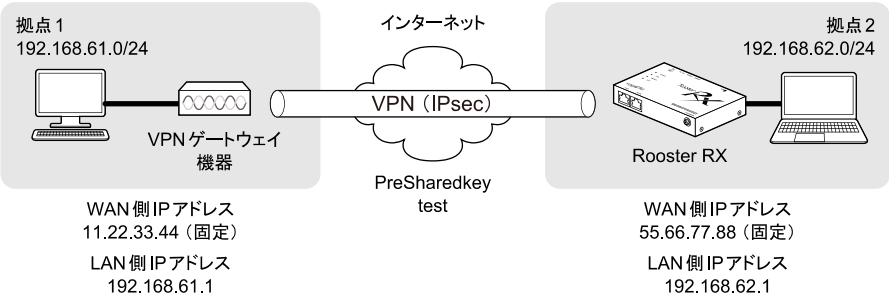 拠点1
192.168.61.0/24
VPNゲートウェイ
機器
インターネット
VPN（IPsec）
PreSharedkey
test
拠点2
192.168.62.0/24
Rooster RX
WAN側IPアドレス
11.22.33.44（固定）
LAN側IPアドレス
192.168.61.1
WAN側IPアドレス
55.66.77.88（固定）
LAN側IPアドレス
192.168.62.1